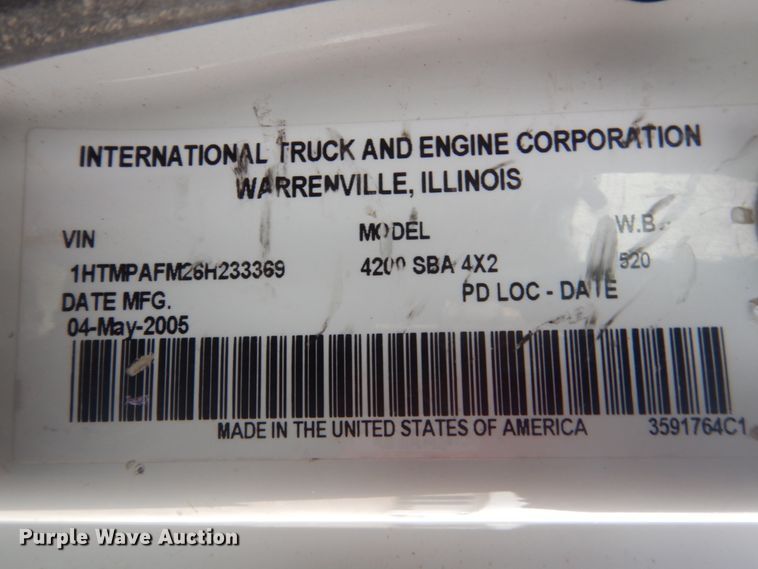 INTERNATIONAL TRUCK AND ENGINE CORPORATION
WARRENVILLE, ILLINOIS
VIN MODEL W.B.
1HTMPAFM26H233369 4200 SBA 4X2 520
DATE MFG. PD LOC - DATE
04-May-2005
MADE IN THE UNITED STATES OF AMERICA 3591764C1
Purple Wave Auction